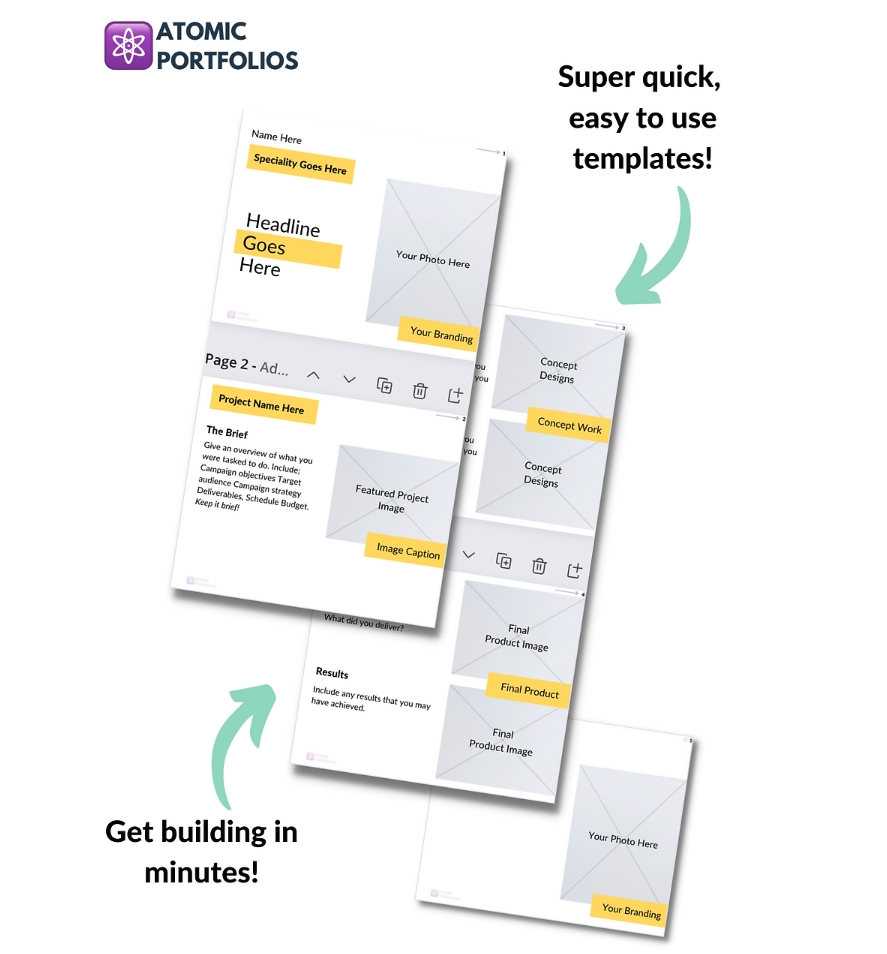 ATOMIC
PORTFOLIOS
Super quick,
easy to use
templates!
Name Here
1
Speciality Goes Here
Headline
Goes
Here
Your Photo Here
Your Branding
Page 2 - Ad...
2
Project Name Here
The Brief
Give an overview of what you
were tasked to do. Include;
Campaign objectives Target
audience Campaign strategy
Deliverables, Schedule Budget.
Keep it brief!
Featured Project
Image
Image Caption
3
Concept
Designs
Concept Work
you
Concept
Designs
you
4
What did you deliver?
Final
Product Image
Final Product
Results
Include any results that you may
have achieved.
Final
Product Image
5
Your Photo Here
Your Branding
Get building in
minutes!